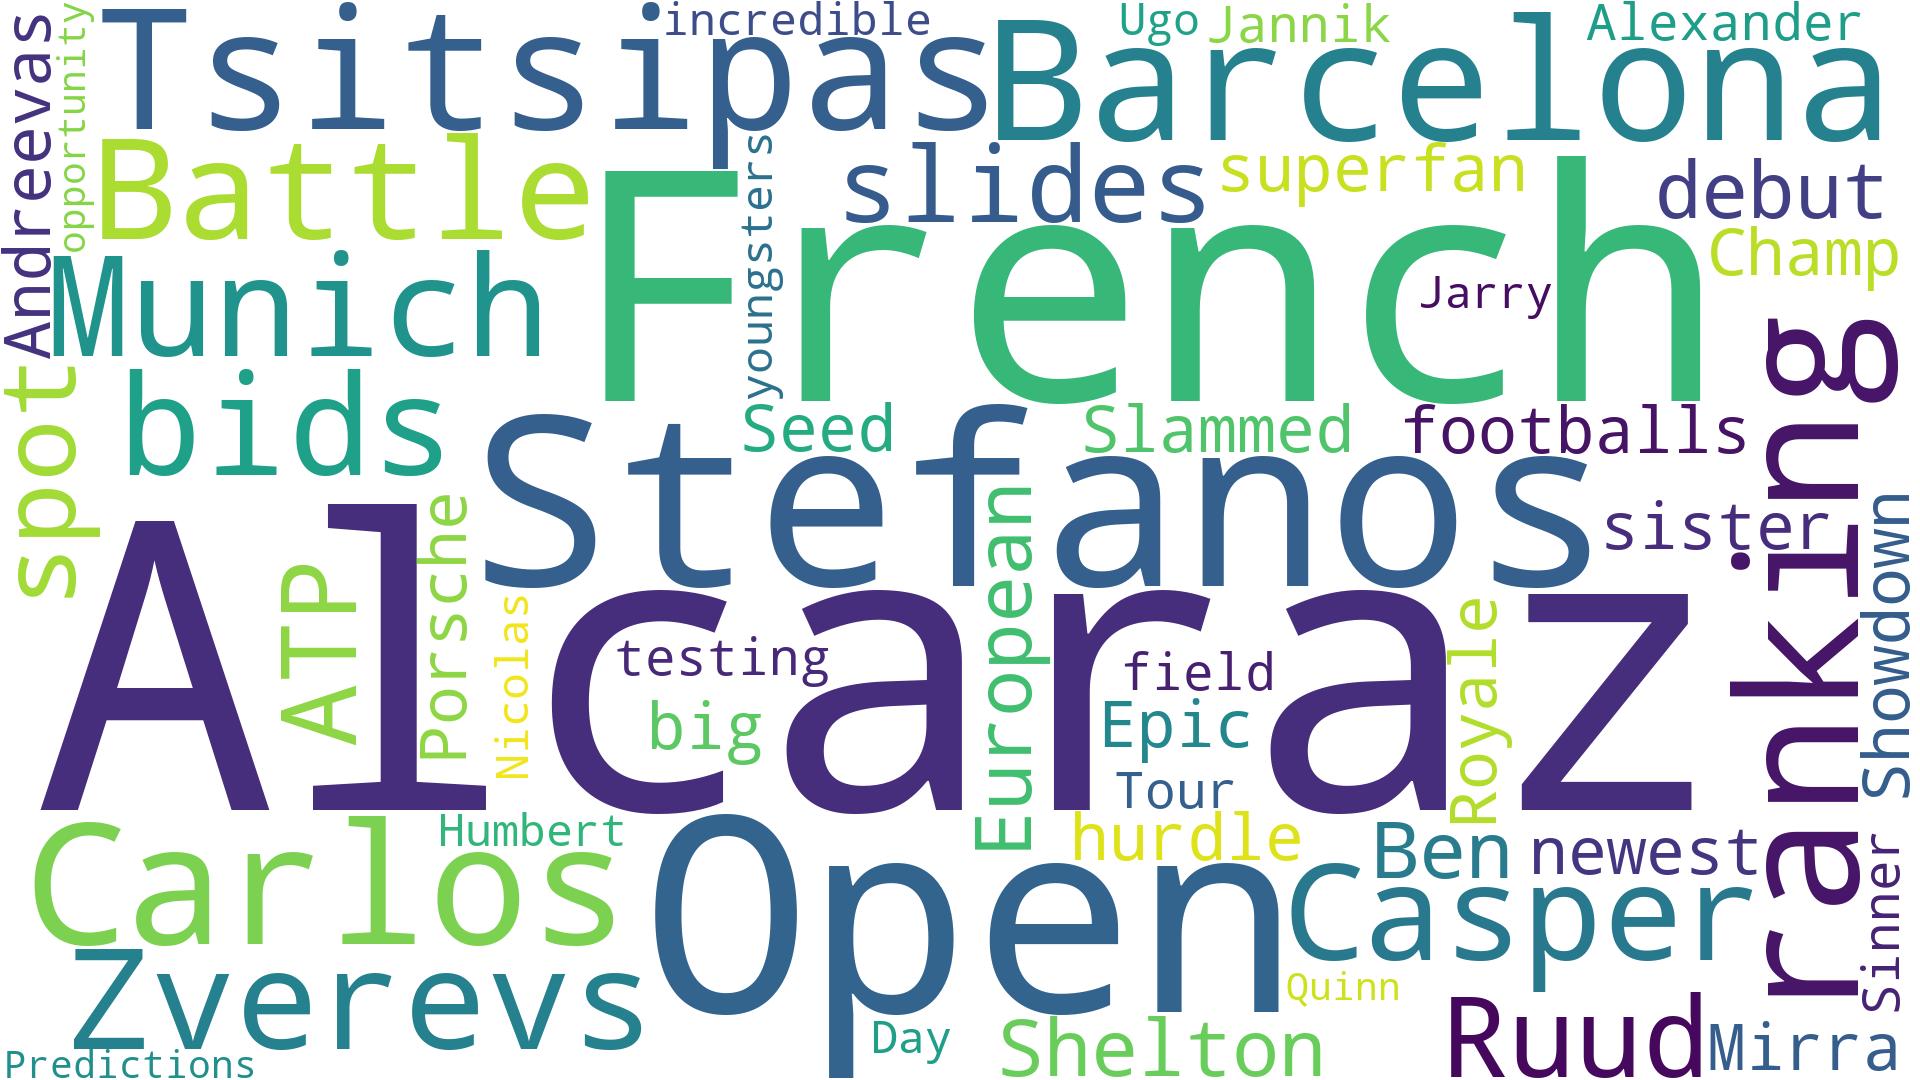 Tsitsipas
incredible
Barcelona
Ugo
Jannik
Alexander
Andreevas
opportunity
Battle
youngsters
slides
superfan
debut
French
Champ
Munich
Jarry
ranking
spot
bids
Seed
Slammed
footballs
Stefanos
sister
Showdown
Alcaraz
ATP
Porsche
Nicolas
testing
big
European
field
Epic
Tour
Royale
Carlos
Humbert
Open
hurdle
Ben
newest
Casper
Sinner
Zverevs
Quinn
Ruud
Mirra
Day
Shelton
Predictions